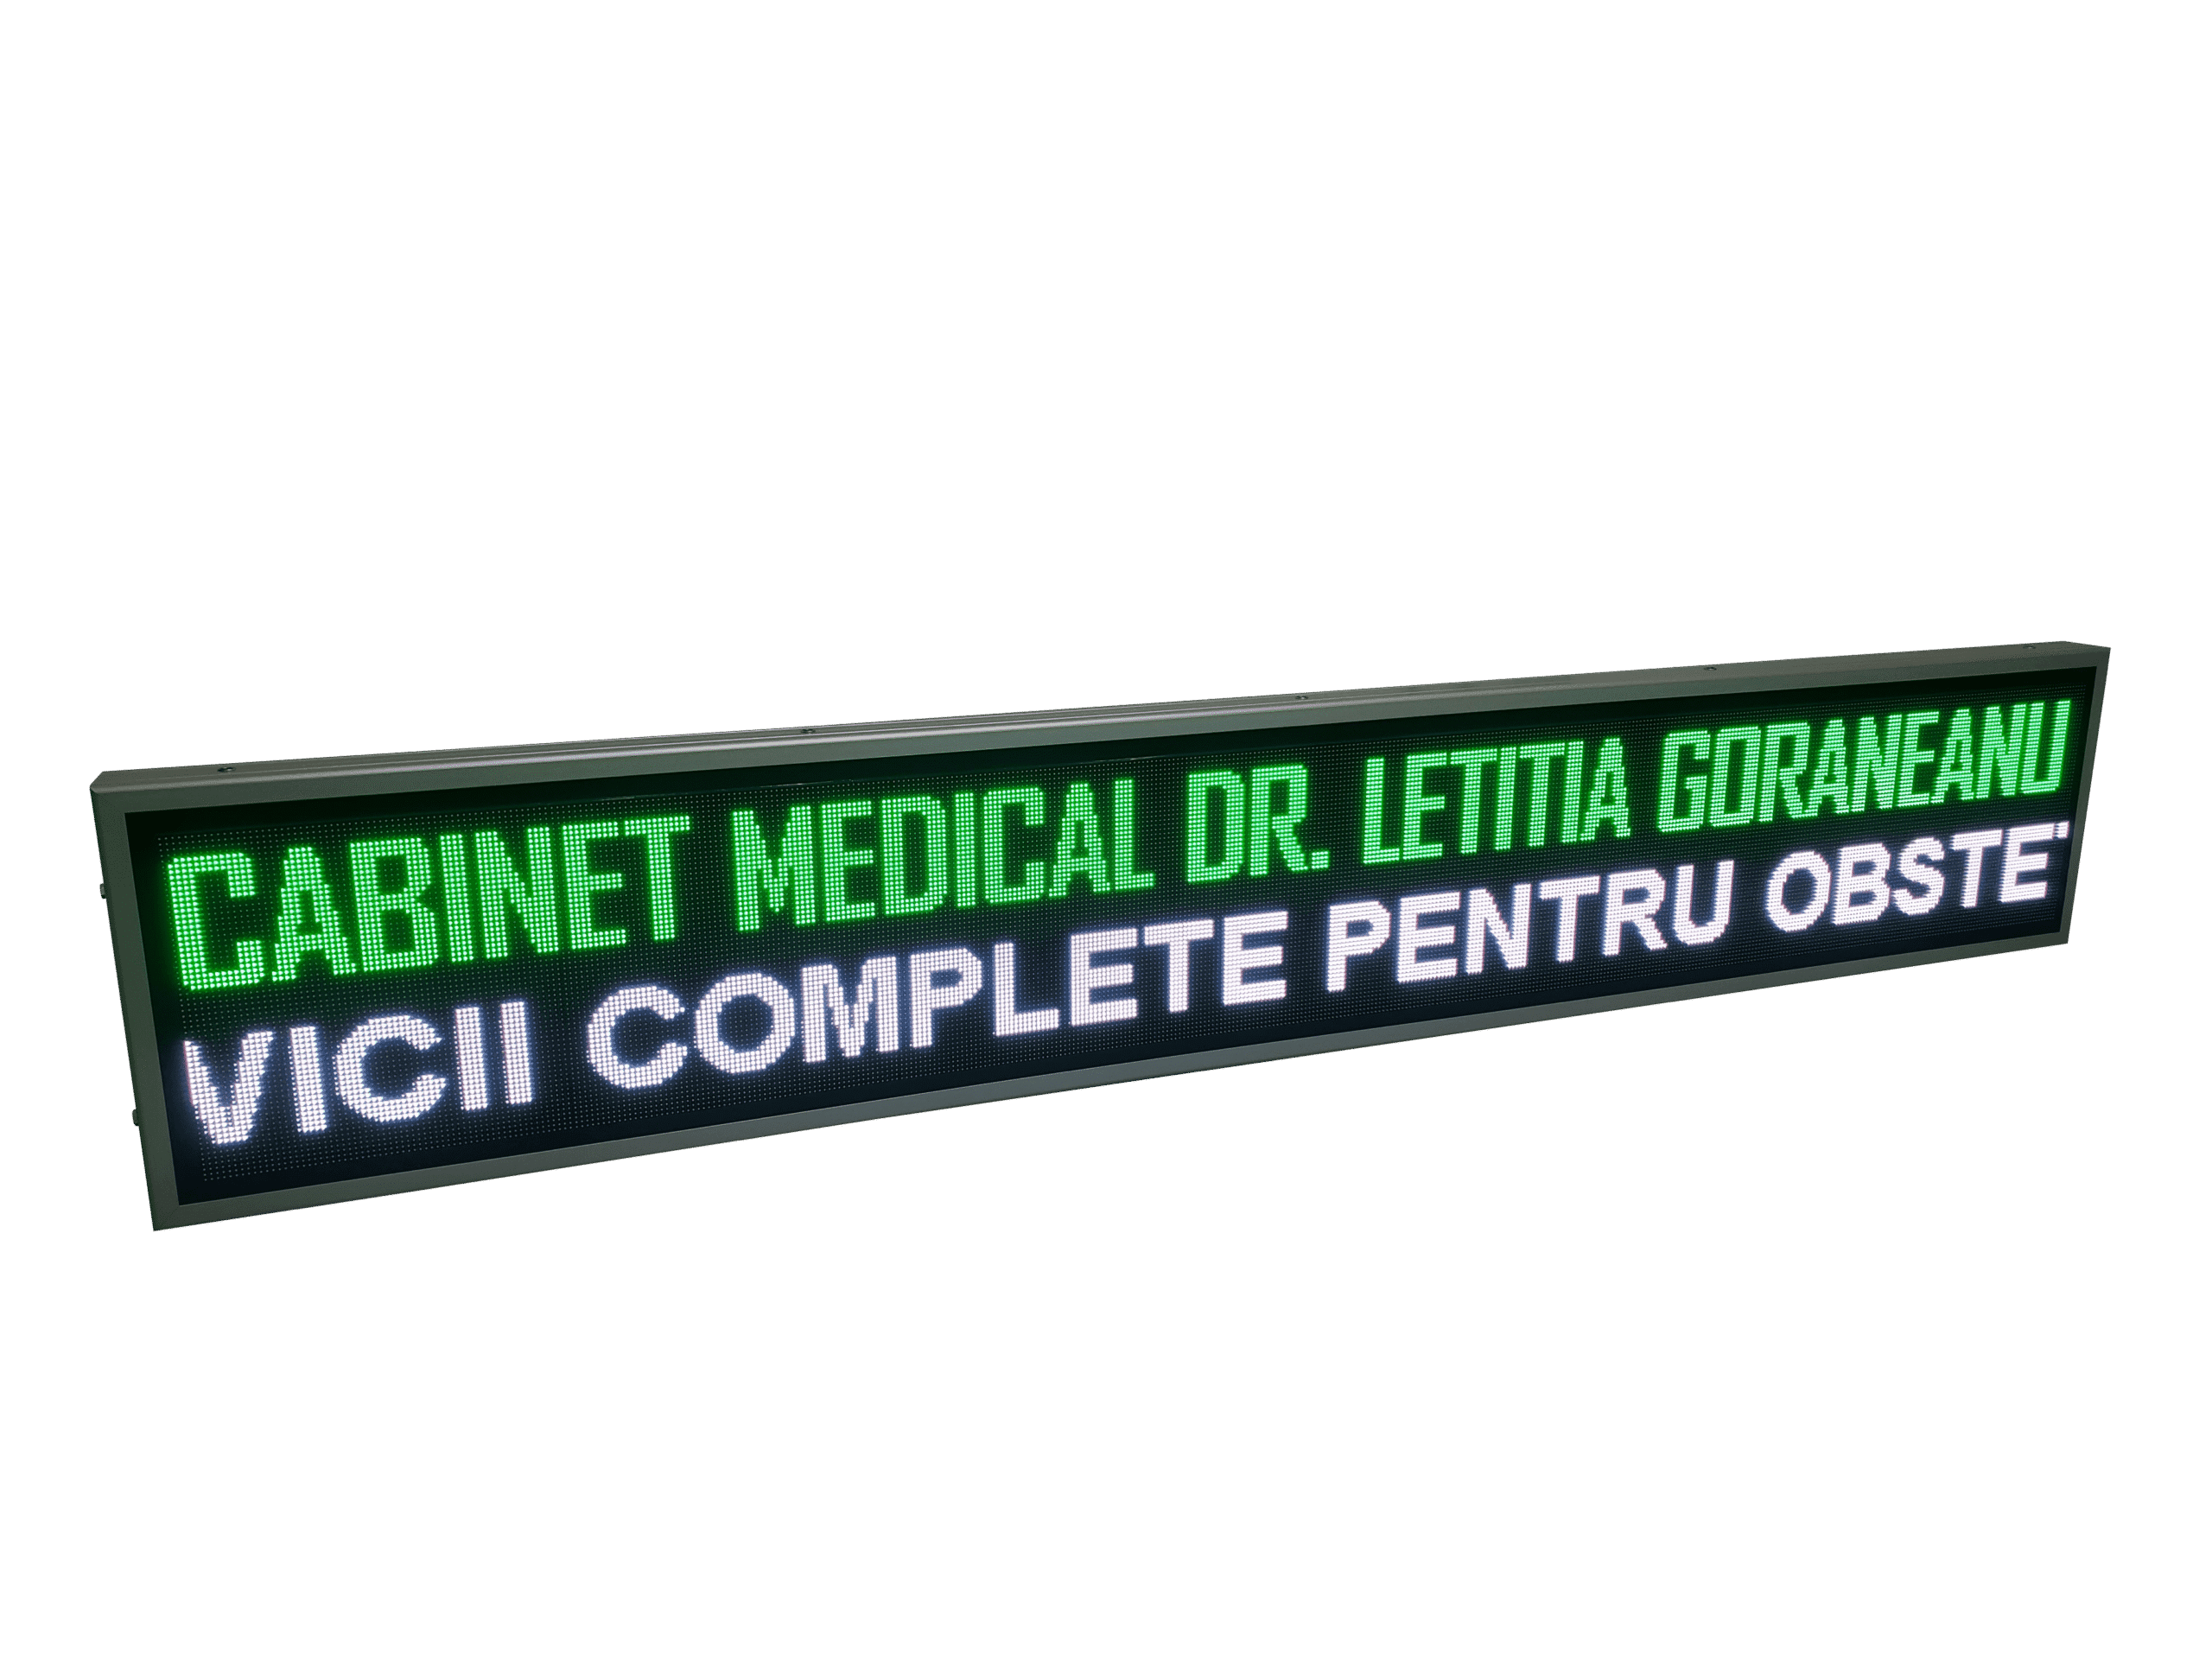 CABINET MEDICAL DR. LETITIA GORANEANU
VICII COMPLETE PENTRU OBSTE